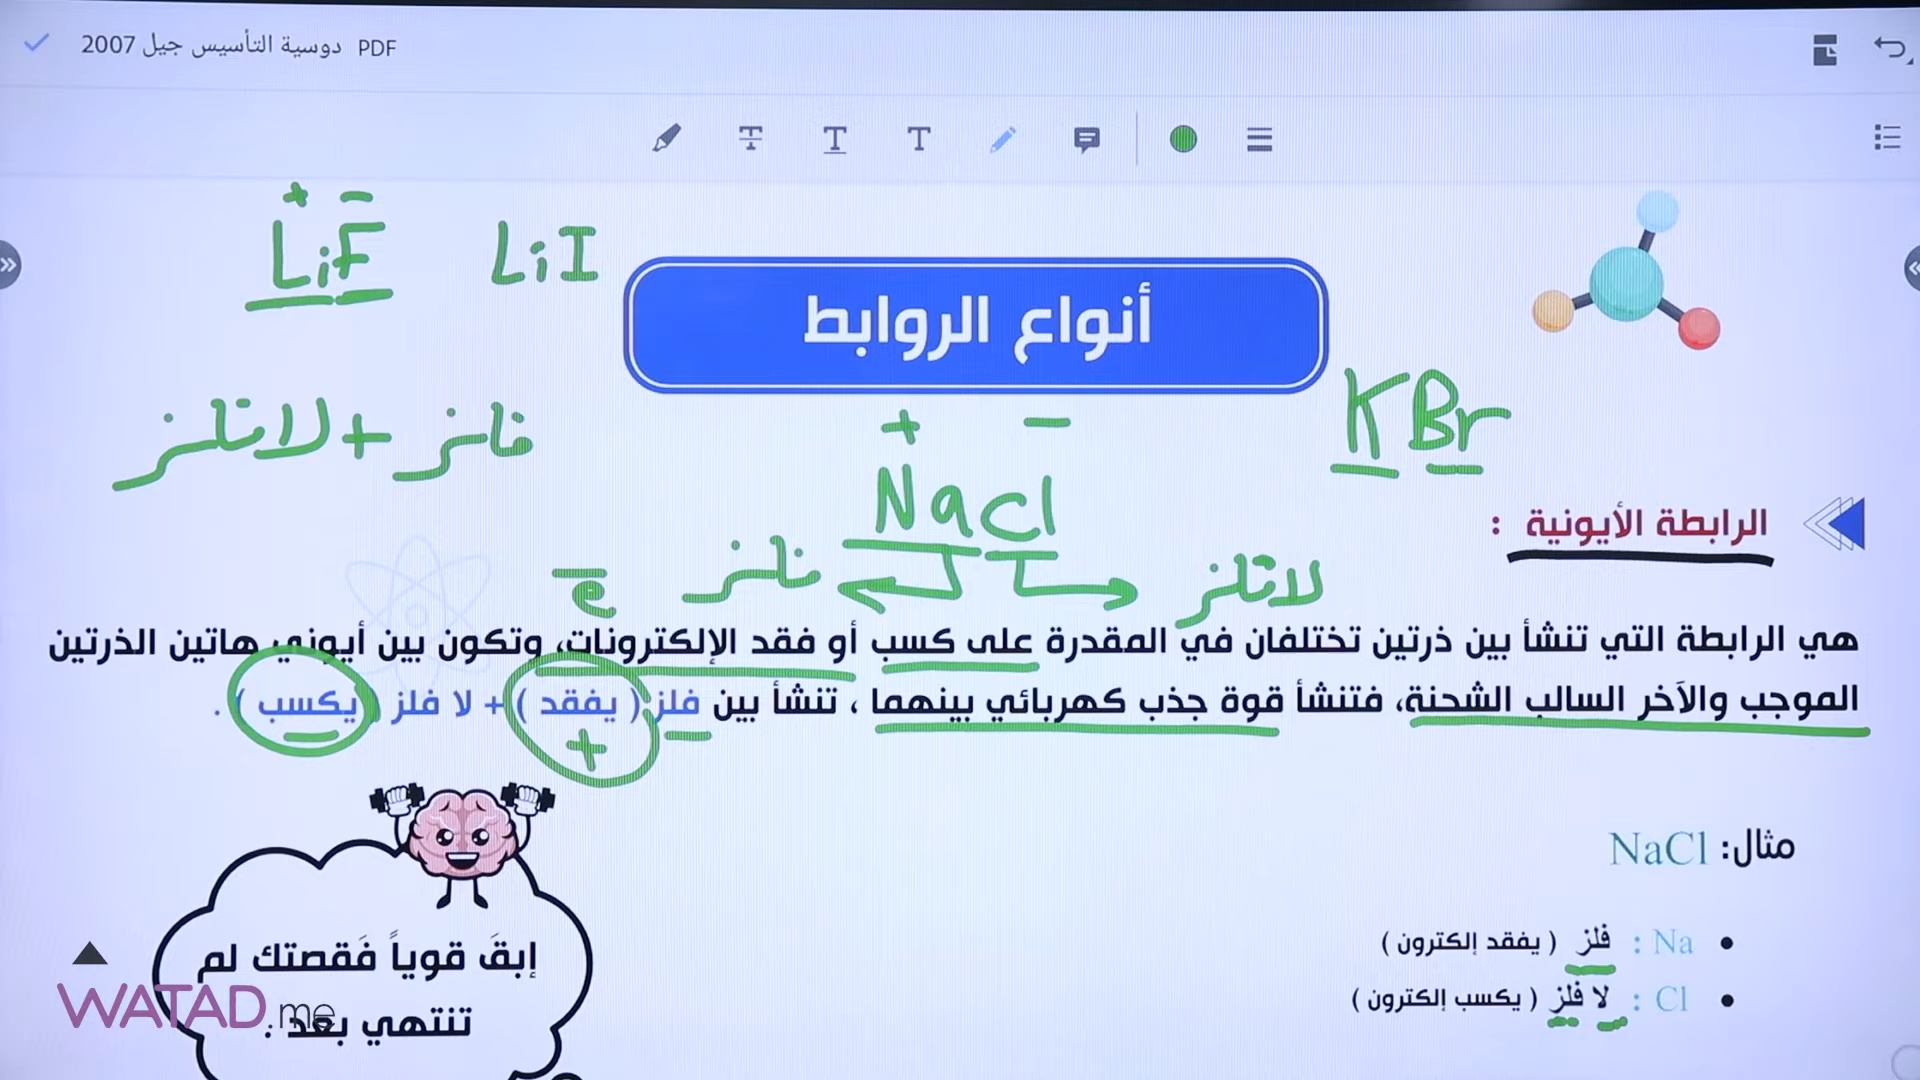 دوسية التأسيس جيل 2007 PDF
T T T
+ −
LiF LiI
أنواع الروابط
KBr
فلز + لافلز
+ −
NaCl
الرابطة الأيونية :
فلز لافلز
e
هي الرابطة التي تنشأ بين ذرتين تختلفان في المقدرة على كسب أو فقد الإلكترونات، وتكون بين أيوني هاتين الذرتين
الموجب والآخر السالب الشحنة، فتنشأ قوة جذب كهربائي بينهما ، تنشأ بين فلز ( يفقد ) + لا فلز ( يكسب ) .
+
مثال: NaCl
Na : فلز ( يفقد إلكترون )
Cl : لا فلز ( يكسب إلكترون )
إبقَ قوياً فَقصتك لم
تنتهي بعد .
WATAD.me